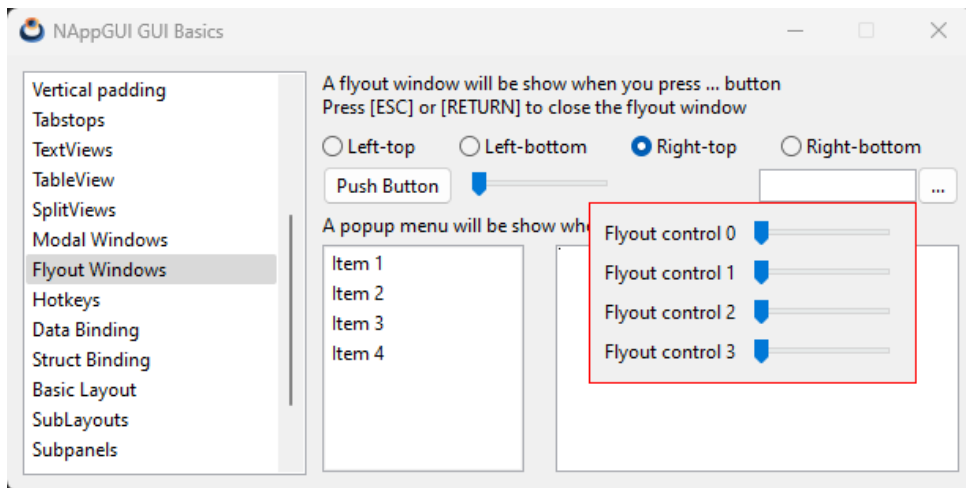 NAppGUI GUI Basics
Vertical padding
Tabstops
TextViews
TableView
SplitViews
Modal Windows
Flyout Windows
Hotkeys
Data Binding
Struct Binding
Basic Layout
SubLayouts
Subpanels
A flyout window will be show when you press ... button
Press [ESC] or [RETURN] to close the flyout window
Left-top Left-bottom Right-top Right-bottom
Push Button ...
A popup menu will be show
Item 1
Item 2
Item 3
Item 4
Flyout control 0
Flyout control 1
Flyout control 2
Flyout control 3